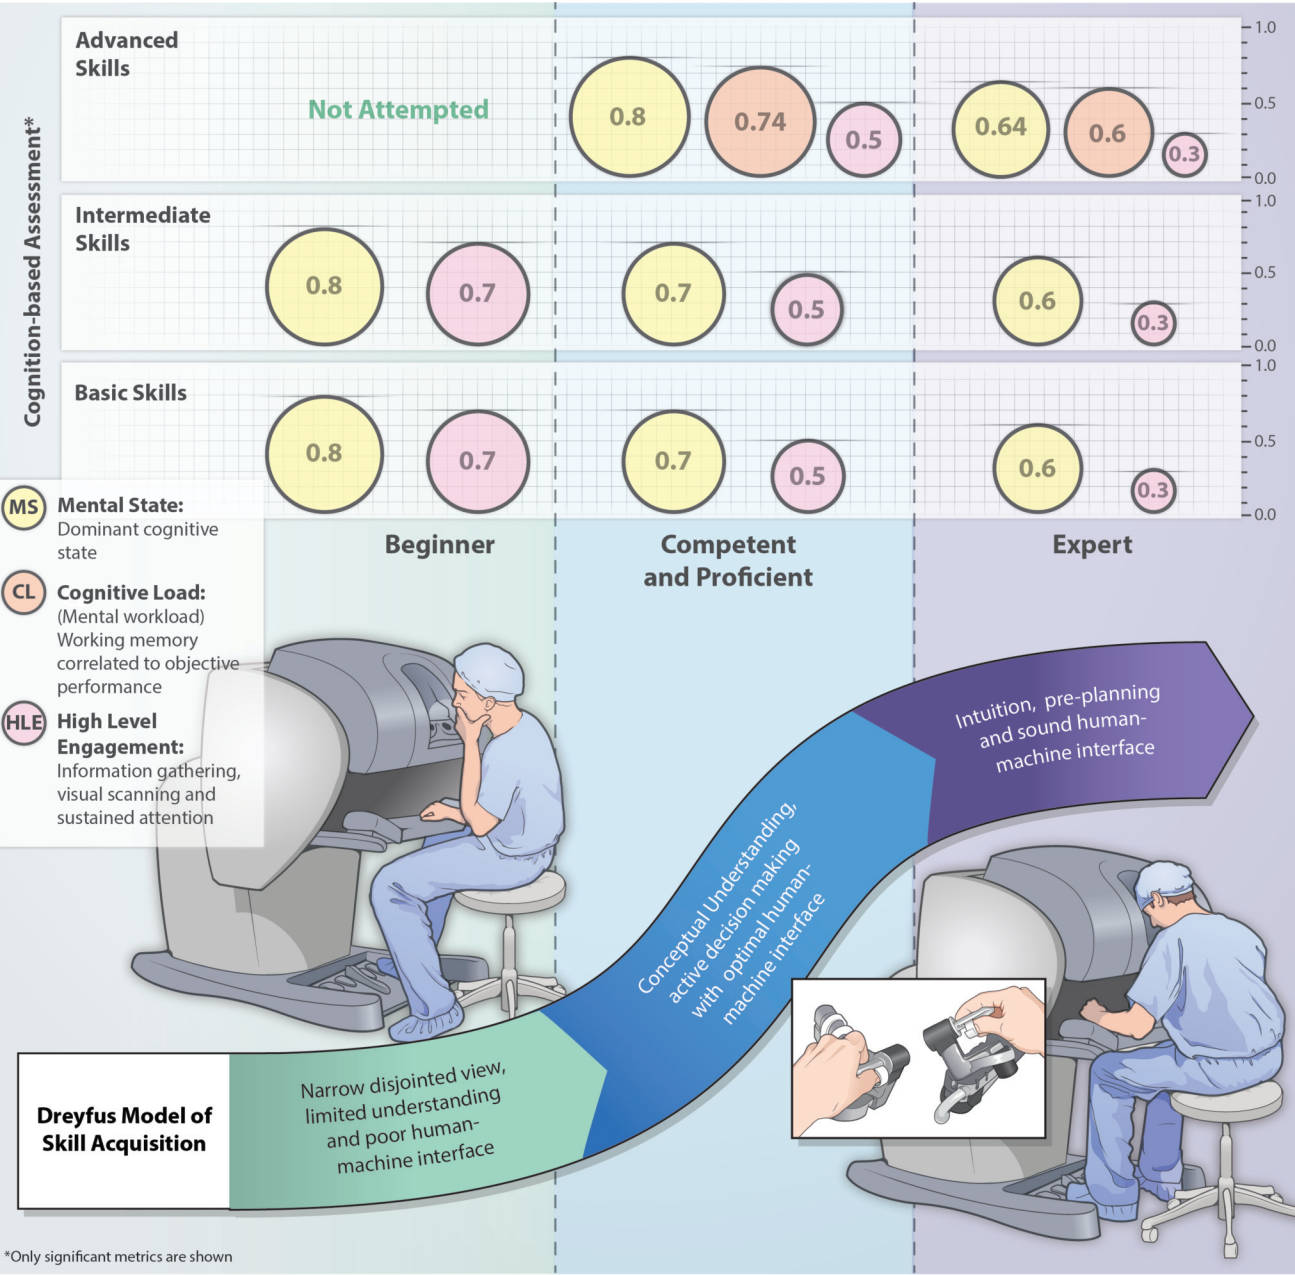 Cognition-based Assessment*
Advanced
Skills
Not Attempted
0.8
0.74
0.5
0.64
0.6
0.3
1.0
0.5
0.0
Intermediate
Skills
0.8
0.7
0.7
0.5
0.6
0.3
1.0
0.5
0.0
Basic Skills
0.8
0.7
0.7
0.5
0.6
0.3
1.0
0.5
0.0
Beginner
Competent
and Proficient
Expert
MS
Mental State:
Dominant cognitive
state
CL
Cognitive Load:
(Mental workload)
Working memory
correlated to objective
performance
HLE
High Level
Engagement:
Information gathering,
visual scanning and
sustained attention
Intuition, pre-planning
and sound human-
machine interface
Conceptual Understanding,
active decision making
with optimal human-
machine interface
Narrow disjointed view,
limited understanding
and poor human-
machine interface
Dreyfus Model of
Skill Acquisition
*Only significant metrics are shown